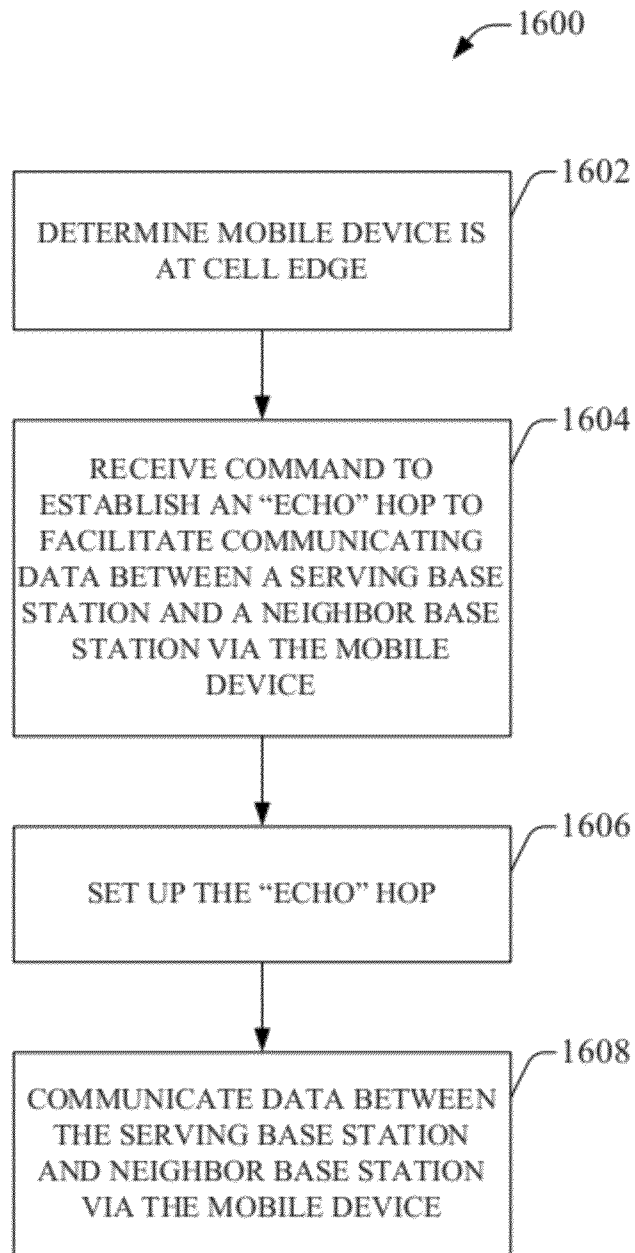 1600
1602
DETERMINE MOBILE DEVICE IS
AT CELL EDGE
1604
RECEIVE COMMAND TO
ESTABLISH AN “ECHO” HOP TO
FACILITATE COMMUNICATING
DATA BETWEEN A SERVING BASE
STATION AND A NEIGHBOR BASE
STATION VIA THE MOBILE
DEVICE
1606
SET UP THE “ECHO” HOP
1608
COMMUNICATE DATA BETWEEN
THE SERVING BASE STATION
AND NEIGHBOR BASE STATION
VIA THE MOBILE DEVICE